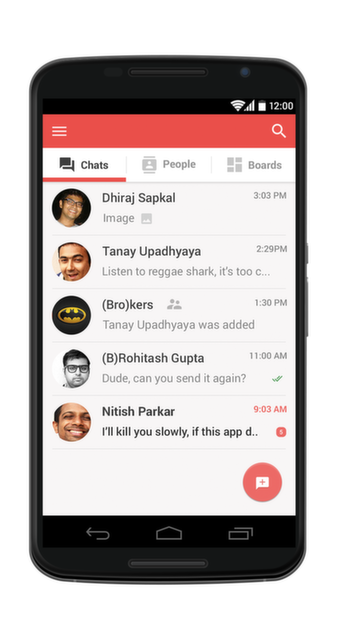 12:00
Chats People Boards
Dhiraj Sapkal 3:03 PM
Image
Tanay Upadhyaya 2:29PM
Listen to reggae shark, it's too c...
(Bro)kers 1:30 PM
Tanay Upadhyaya was added
(B)Rohitash Gupta 11:00 AM
Dude, can you send it again?
Nitish Parkar 9:03 AM
I'll kill you slowly, if this app d.. 5